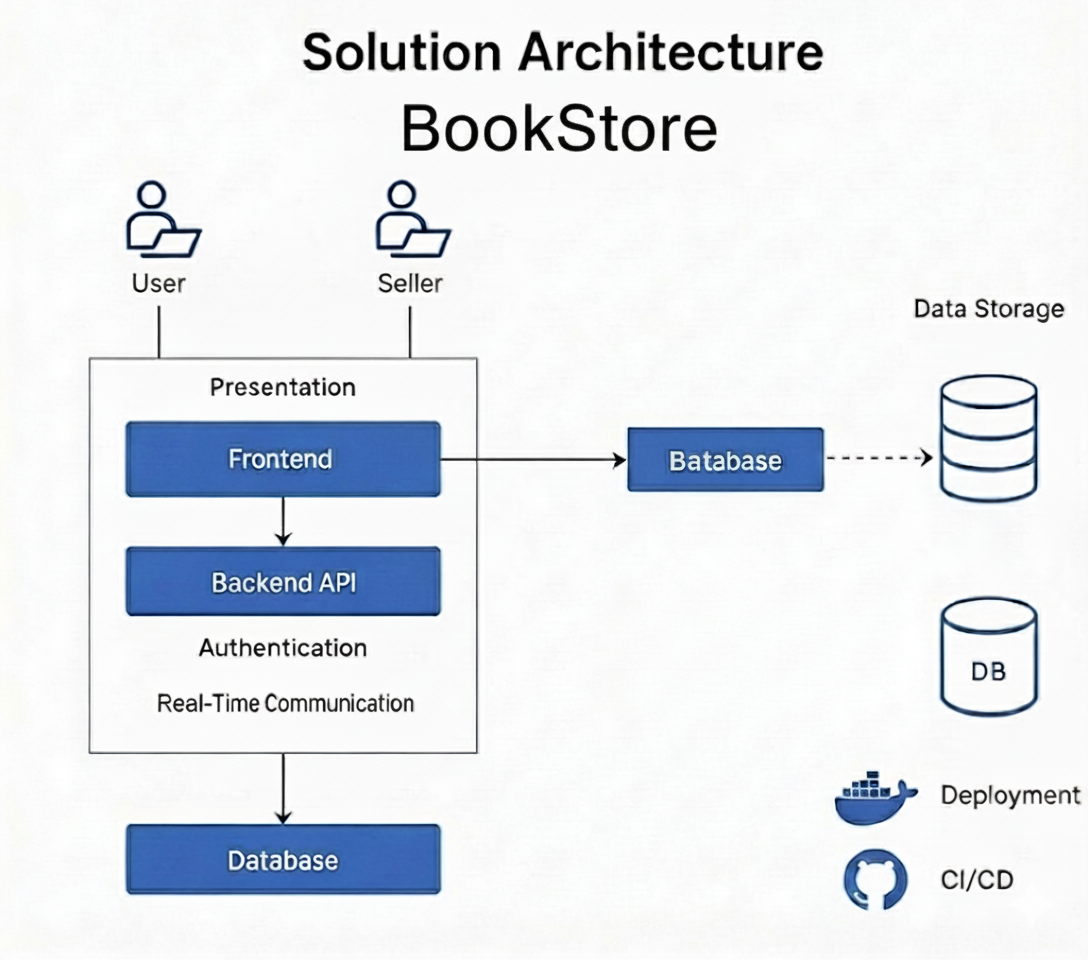 Solution Architecture
BookStore
User
Seller
Data Storage
Presentation
Frontend
Batabase
Backend API
Authentication
DB
Real-Time Communication
Deployment
Database
CI/CD